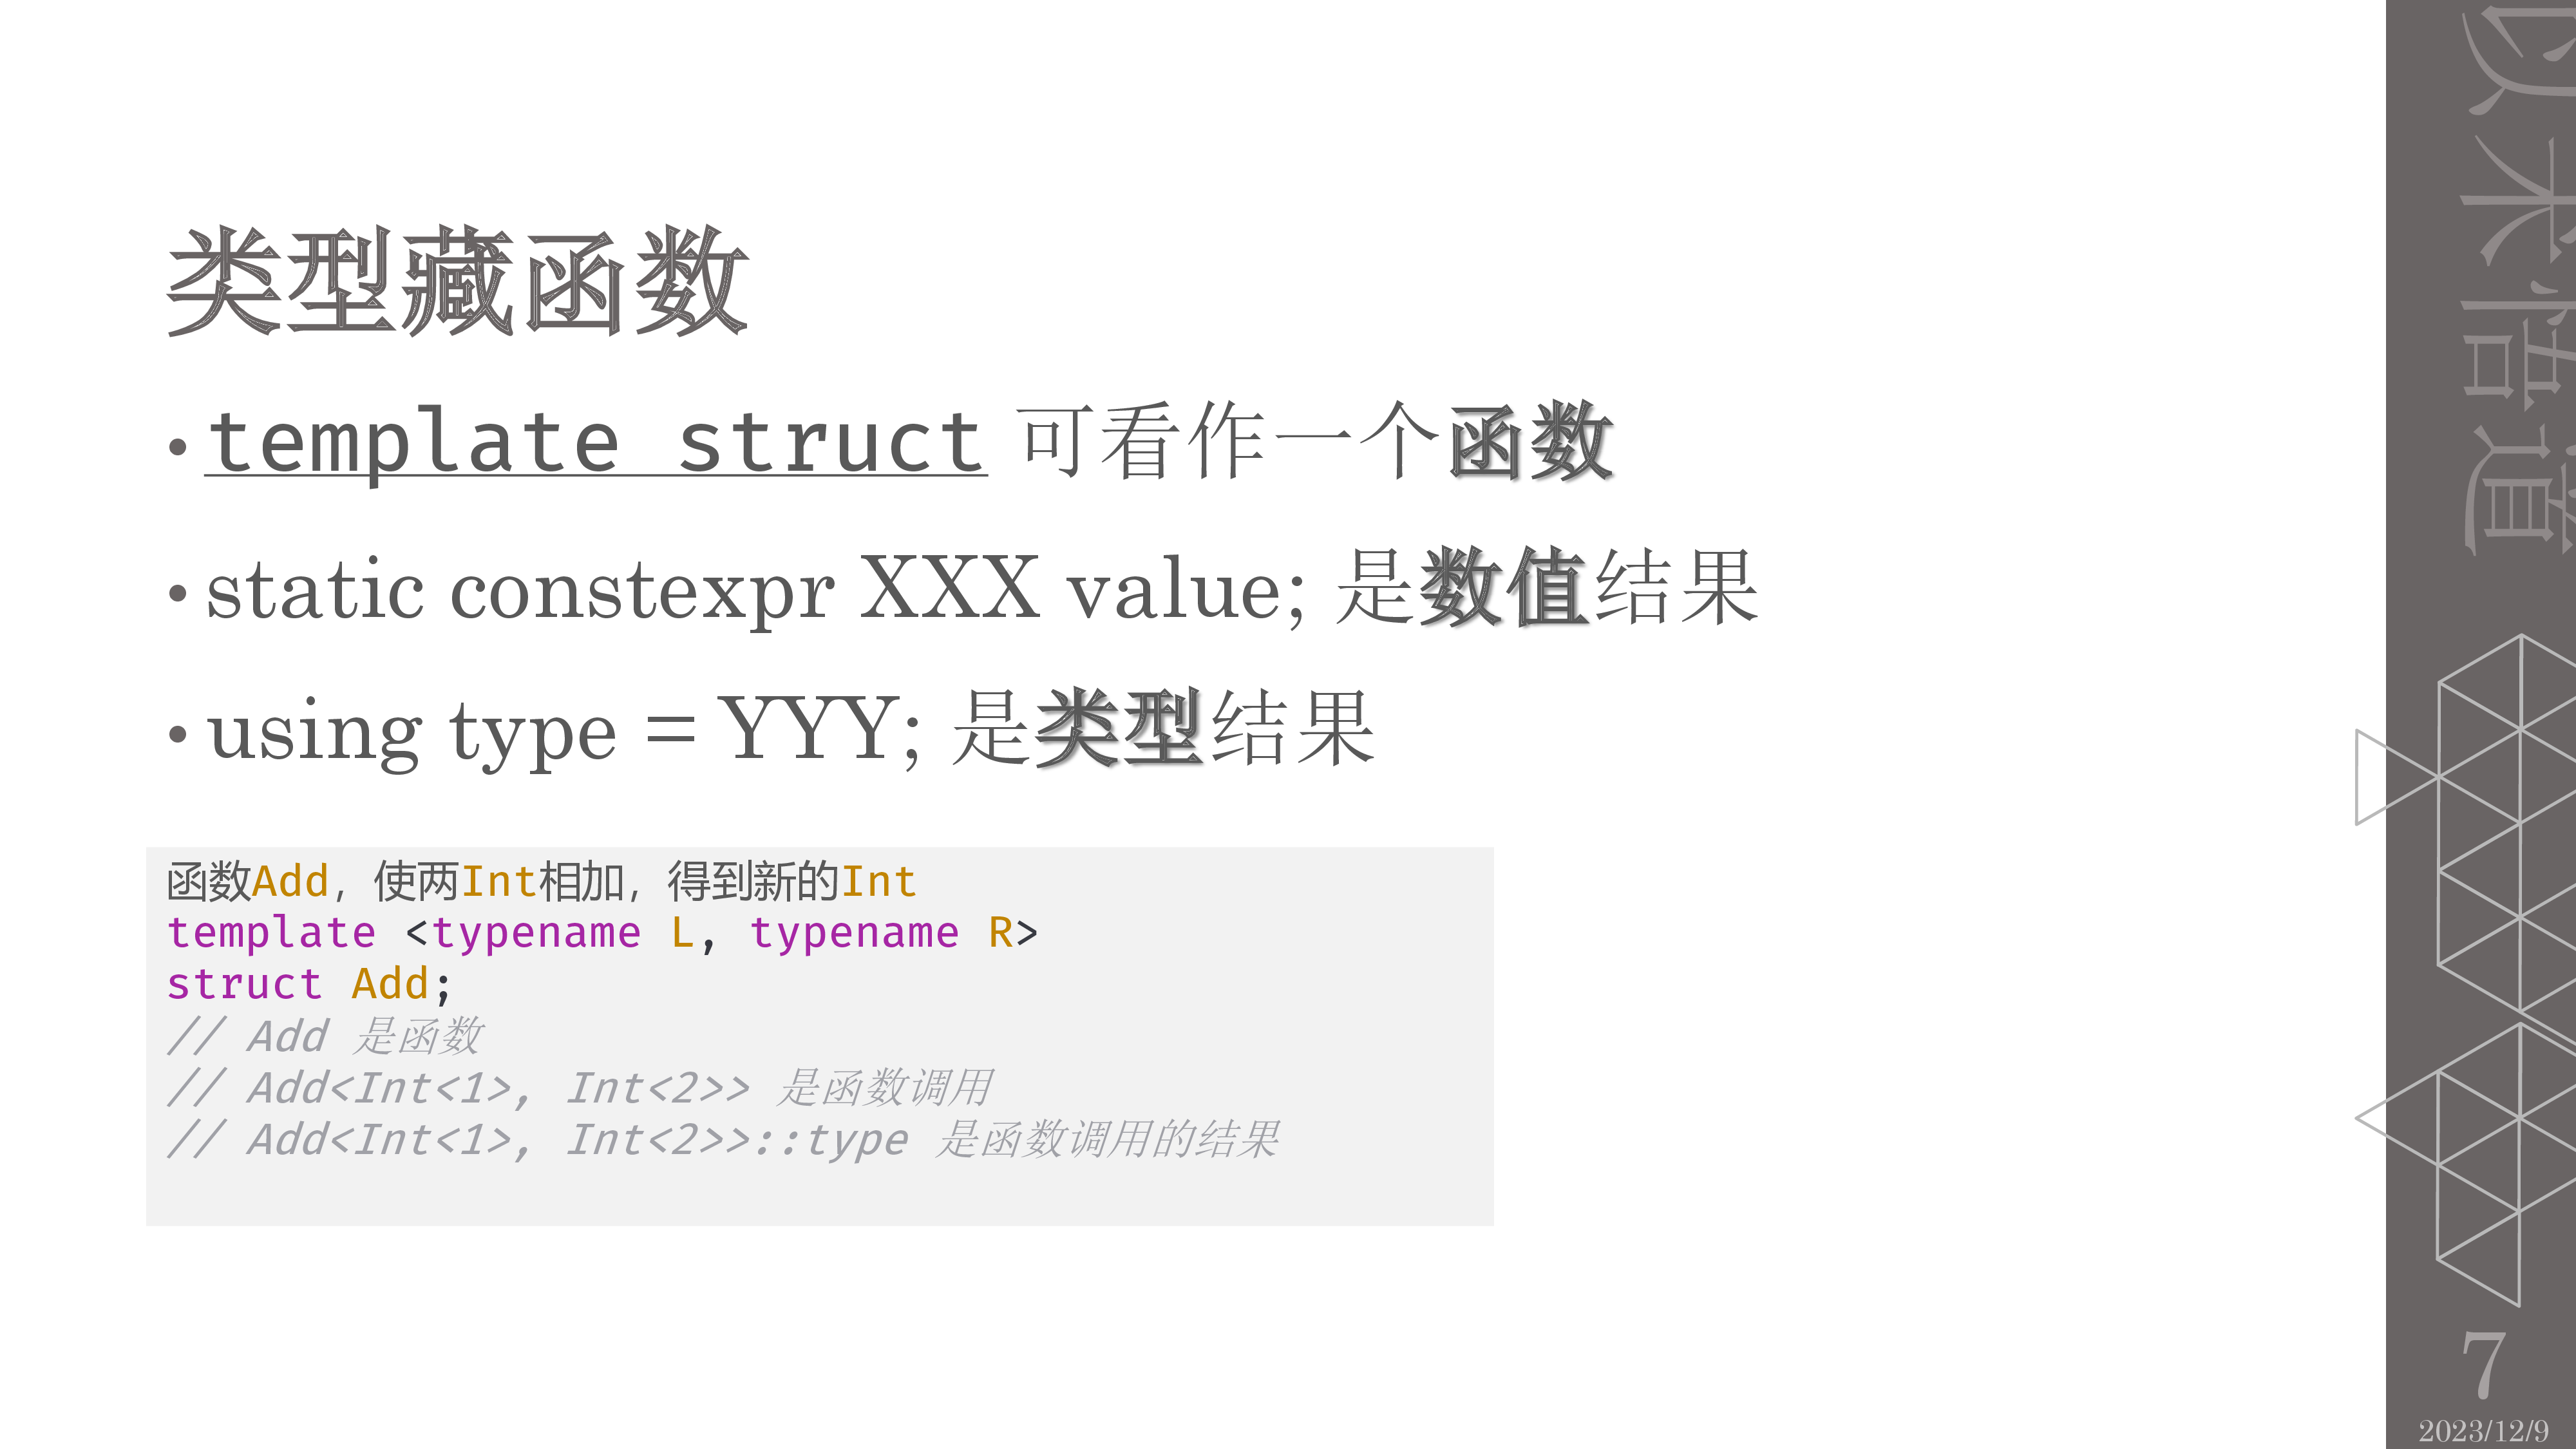 类型藏函数
• template struct 可看作一个函数
• static constexpr XXX value; 是数值结果
• using type = YYY; 是类型结果
函数Add，使两Int相加，得到新的Int
template <typename L, typename R>
struct Add;
// Add 是函数
// Add<Int<1>, Int<2>> 是函数调用
// Add<Int<1>, Int<2>>::type 是函数调用的结果
以术悟道
7
2023/12/9